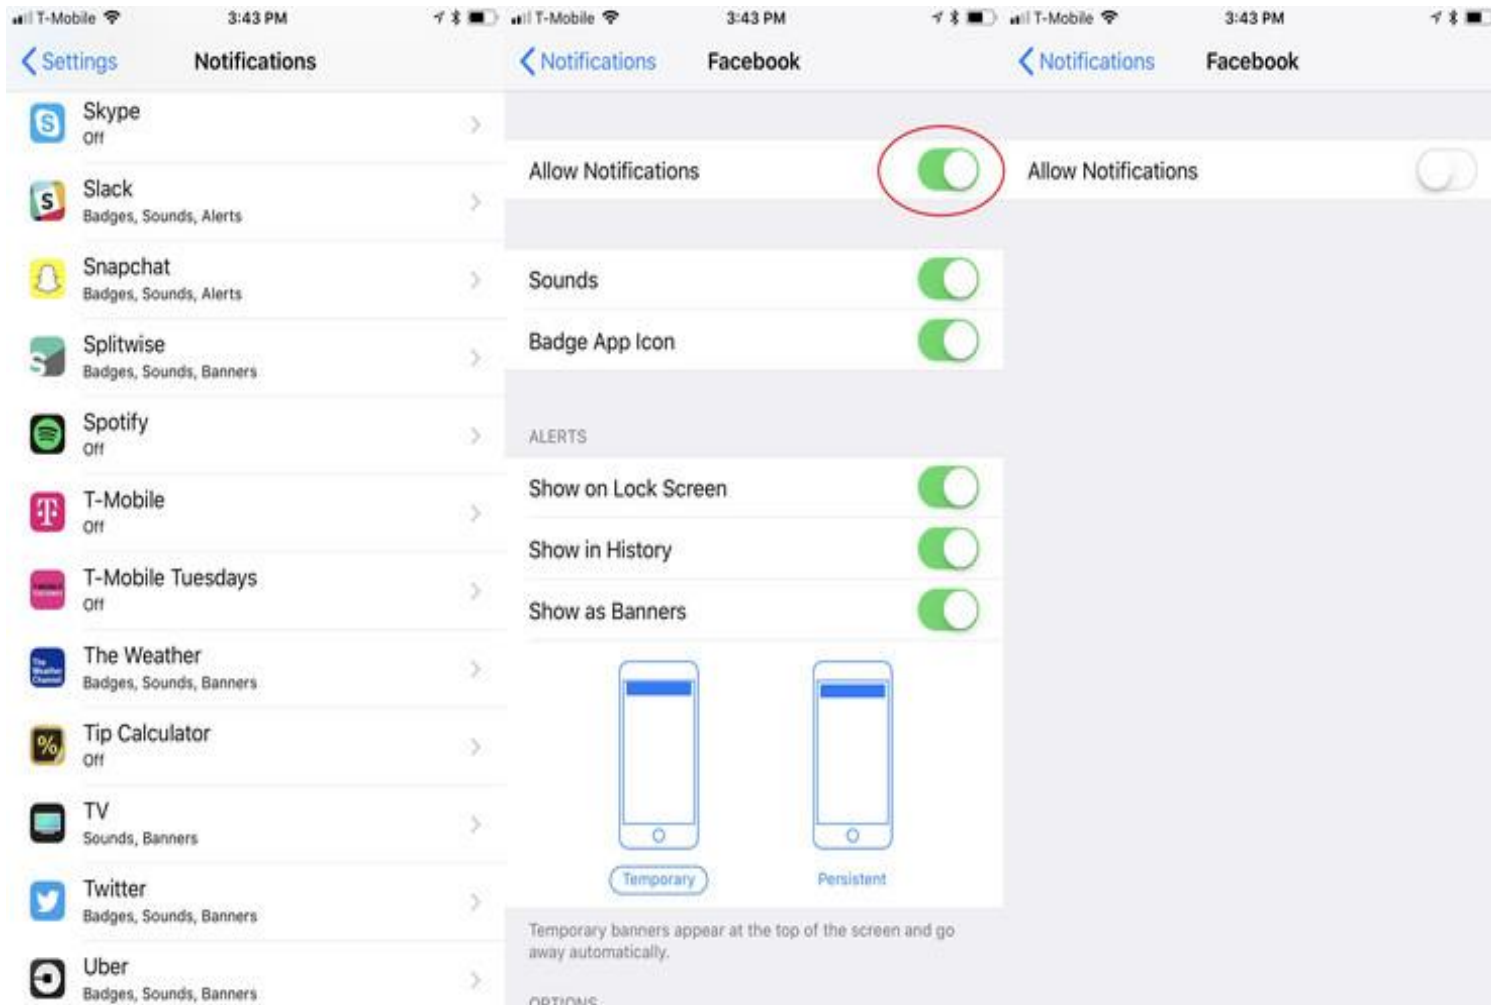 T-Mobile 3:43 PM
Settings Notifications
Skype
Off
S
Slack
Badges, Sounds, Alerts
S
Snapchat
Badges, Sounds, Alerts
Splitwise
Badges, Sounds, Banners
S
Spotify
Off
T-Mobile
Off
T
T-Mobile Tuesdays
Off
The Weather
Badges, Sounds, Banners
The
Weather
Channel
Tip Calculator
Off
%
TV
Sounds, Banners
Twitter
Badges, Sounds, Banners
Uber
Badges, Sounds, Banners
T-Mobile 3:43 PM
Notifications Facebook
Allow Notifications
Sounds
Badge App Icon
ALERTS
Show on Lock Screen
Show in History
Show as Banners
Temporary Persistent
Temporary banners appear at the top of the screen and go
away automatically.
OPTIONS
T-Mobile 3:43 PM
Notifications Facebook
Allow Notifications